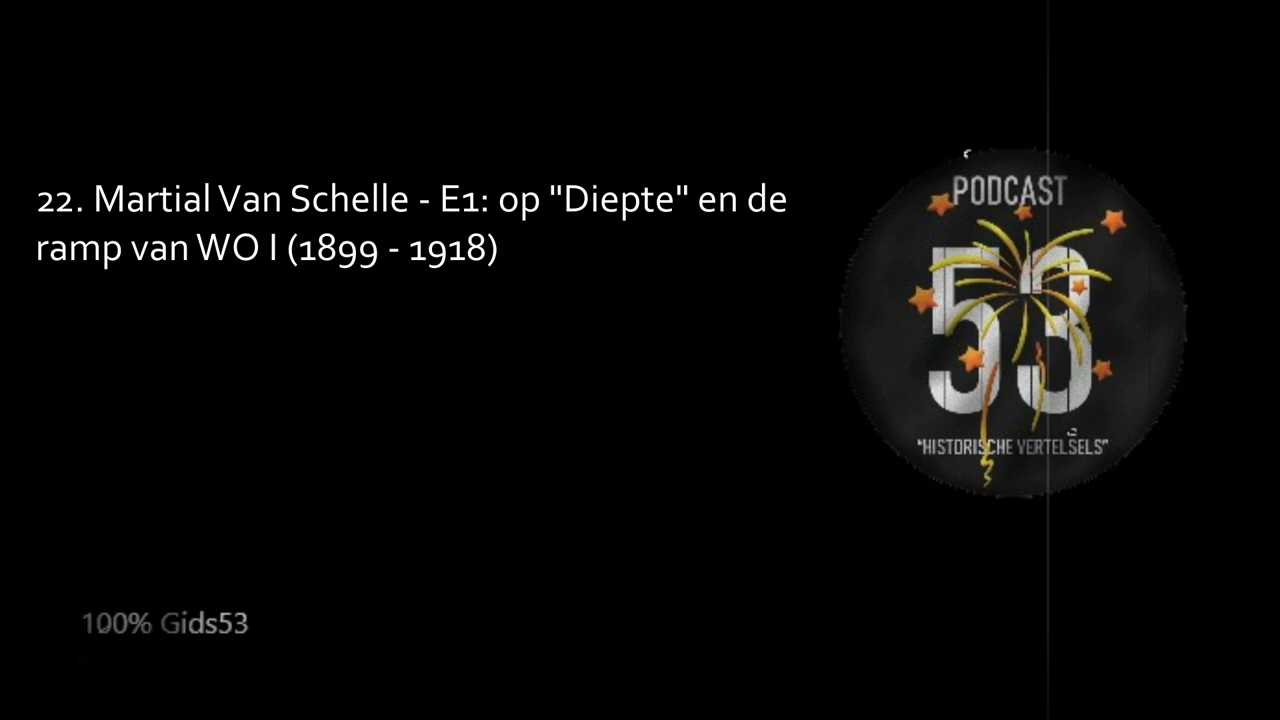 22. Martial Van Schelle - E1: op "Diepte" en de
ramp van WO I (1899 - 1918)
PODCAST
53
"HISTORISCHE VERTELSELS"
100% Gids53